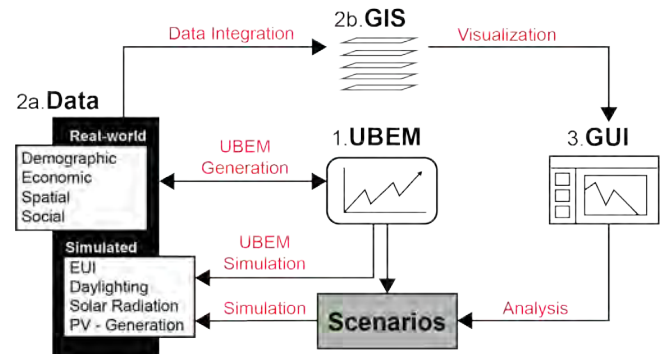 2b.GIS
Data Integration
Visualization
2a.Data
Real-world
Demographic
Economic
Spatial
Social
UBEM
Generation
1.UBEM
3.GUI
Simulated
EUI
Daylighting
Solar Radiation
PV - Generation
UBEM
Simulation
Simulation
Scenarios
Analysis